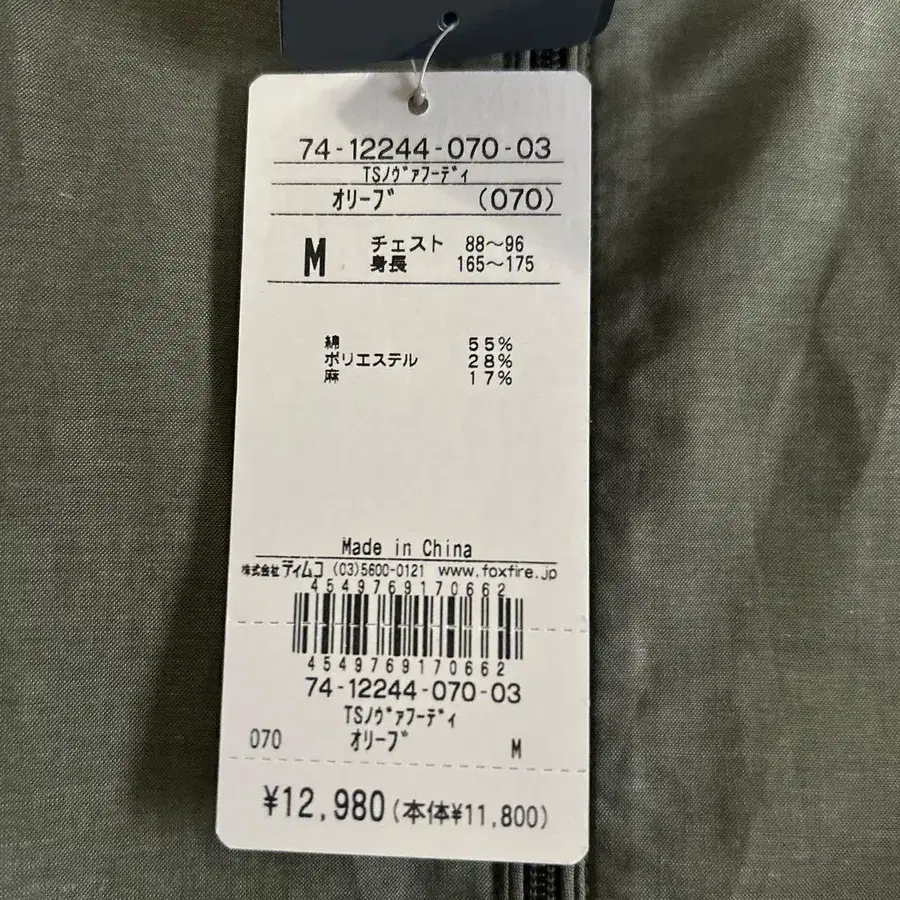 74-12244-070-03
TSﾉｳﾞｧﾌｰﾃﾞｨ
ｵﾘｰﾌﾞ (070)
M チェスト 88～96
身長 165～175
綿 55%
ポリエステル 28%
麻 17%
Made in China
株式会社ティムコ (03)5600-0121 www.foxfire.jp
4549769170662
4549769170662
74-12244-070-03
TSﾉｳﾞｧﾌｰﾃﾞｨ
070 ｵﾘｰﾌﾞ M
¥12,980(本体¥11,800)